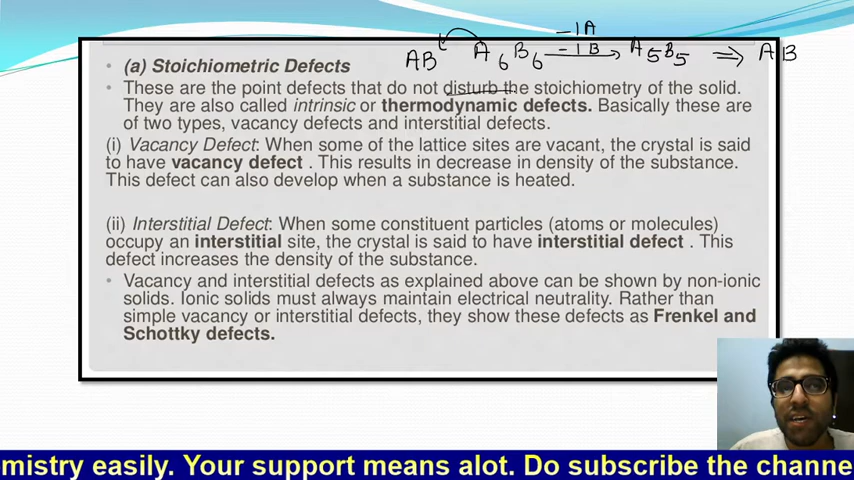 AB A6B6 -1A -1B A5B5 ⇒ AB
(a) Stoichiometric Defects
These are the point defects that do not disturb the stoichiometry of the solid.
They are also called intrinsic or thermodynamic defects. Basically these are
of two types, vacancy defects and interstitial defects.
(i) Vacancy Defect: When some of the lattice sites are vacant, the crystal is said
to have vacancy defect . This results in decrease in density of the substance.
This defect can also develop when a substance is heated.
(ii) Interstitial Defect: When some constituent particles (atoms or molecules)
occupy an interstitial site, the crystal is said to have interstitial defect . This
defect increases the density of the substance.
Vacancy and interstitial defects as explained above can be shown by non-ionic
solids. Ionic solids must always maintain electrical neutrality. Rather than
simple vacancy or interstitial defects, they show these defects as Frenkel and
Schottky defects.
mistry easily. Your support means alot. Do subscribe the channe